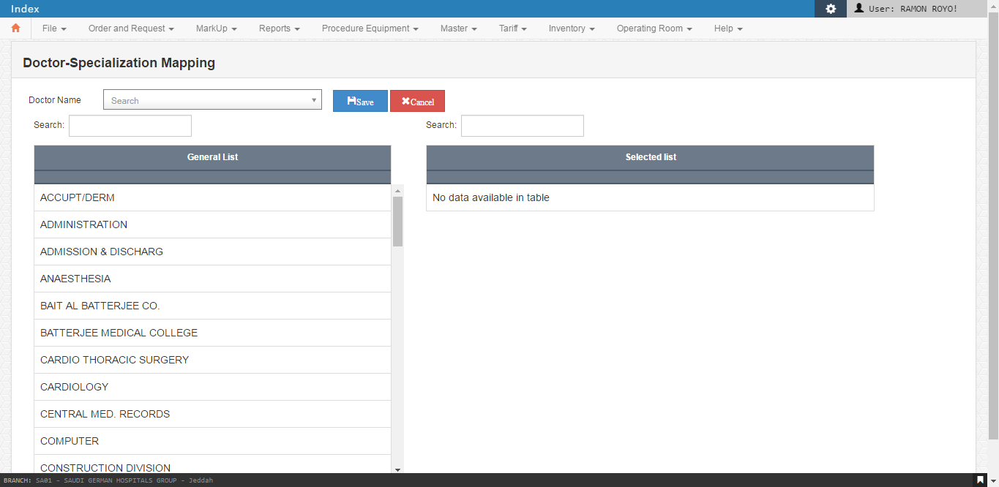 Index
User: RAMON ROYO!
File Order and Request MarkUp Reports Procedure Equipment Master Tariff Inventory Operating Room Help
Doctor-Specialization Mapping
Doctor Name Search Save Cancel
Search: Search:
General List Selected list
ACCUPT/DERM No data available in table
ADMINISTRATION
ADMISSION & DISCHARG
ANAESTHESIA
BAIT AL BATTERJEE CO.
BATTERJEE MEDICAL COLLEGE
CARDIO THORACIC SURGERY
CARDIOLOGY
CENTRAL MED. RECORDS
COMPUTER
CONSTRUCTION DIVISION
BRANCH: SA01 - SAUDI GERMAN HOSPITALS GROUP - Jeddah